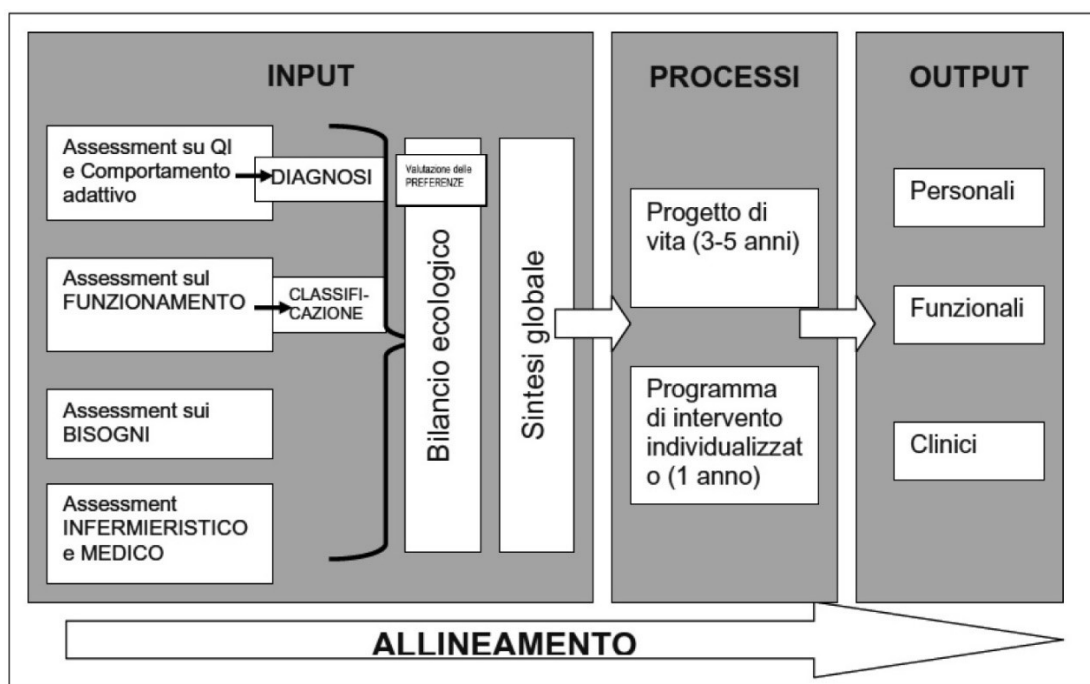 INPUT
Assessment su QI
e Comportamento
adattivo
DIAGNOSI
Assessment sul
FUNZIONAMENTO
CLASSIFI-
CAZIONE
Assessment sui
BISOGNI
Assessment
INFERMIERISTICO
e MEDICO
Valutazione delle
PREFERENZE
Bilancio ecologico
Sintesi globale
PROCESSI
Progetto di
vita (3-5 anni)
Programma
di intervento
individualizzat
o (1 anno)
OUTPUT
Personali
Funzionali
Clinici
ALLINEAMENTO